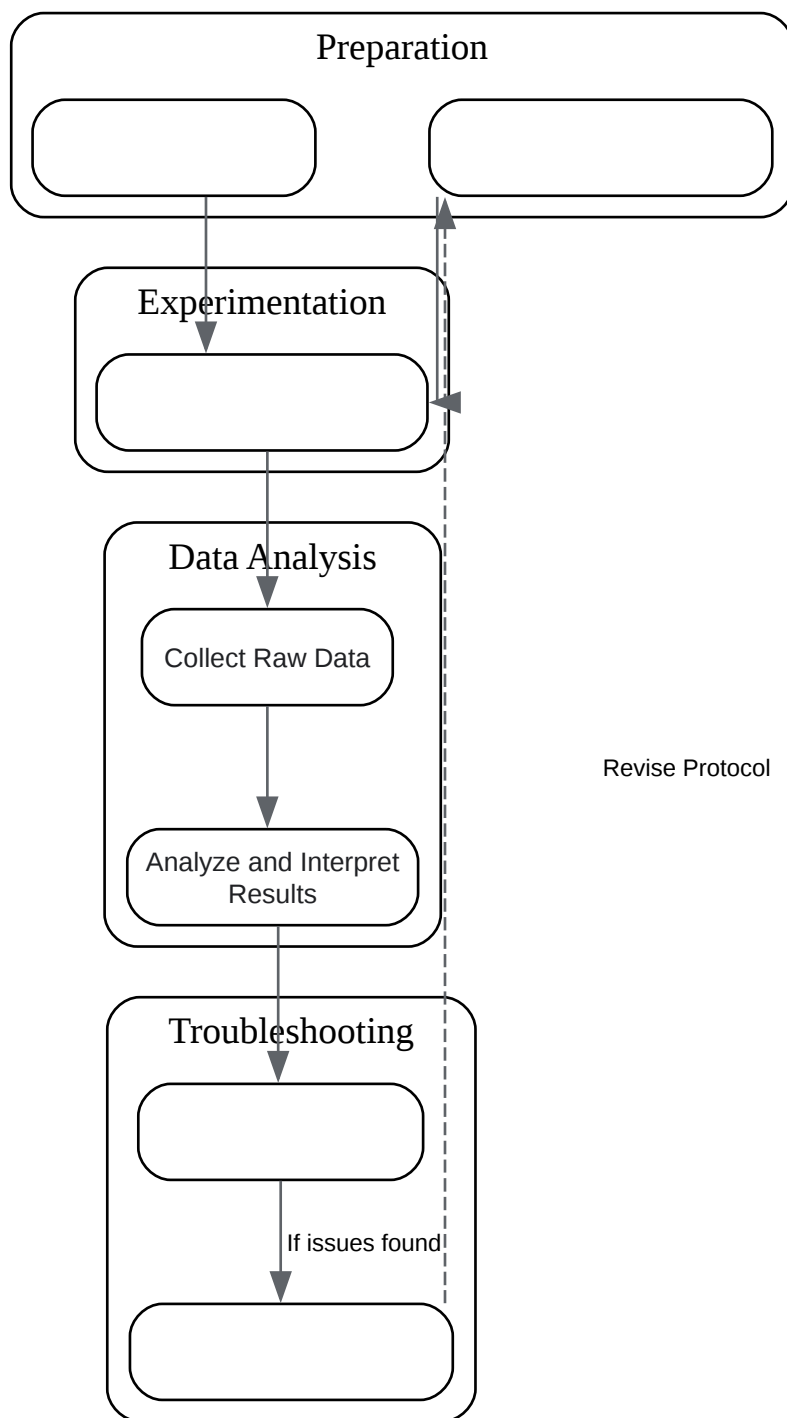 Preparation
Experimentation
Data Analysis
Collect Raw Data
Revise Protocol
Analyze and Interpret
Results
Troubleshooting
If issues found